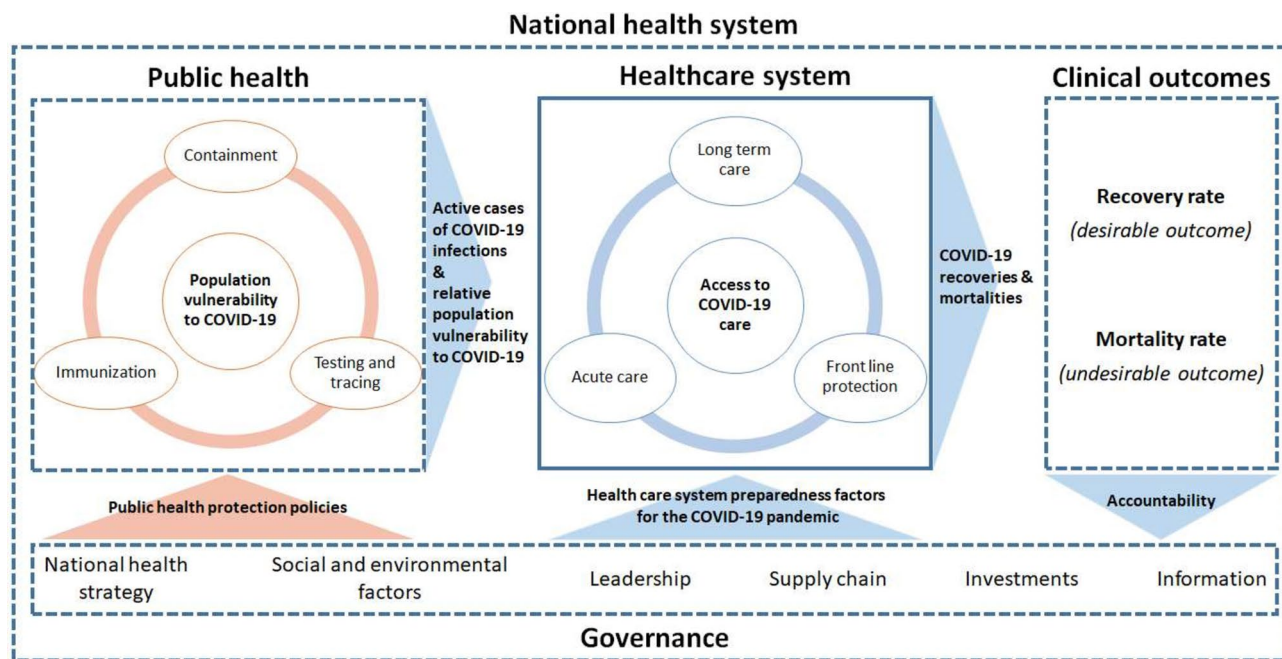 National health system
Public health
Containment
Population
vulnerability
to COVID-19
Immunization
Testing and
tracing
Active cases
of COVID-19
infections
&
relative
population
vulnerability
to COVID-19
Healthcare system
Long term
care
Access to
COVID-19
care
Acute care
Front line
protection
COVID-19
recoveries &
mortalities
Clinical outcomes
Recovery rate
(desirable outcome)
Mortality rate
(undesirable outcome)
Public health protection policies
Health care system preparedness factors
for the COVID-19 pandemic
Accountability
National health
strategy
Social and environmental
factors
Leadership
Supply chain
Investments
Information
Governance